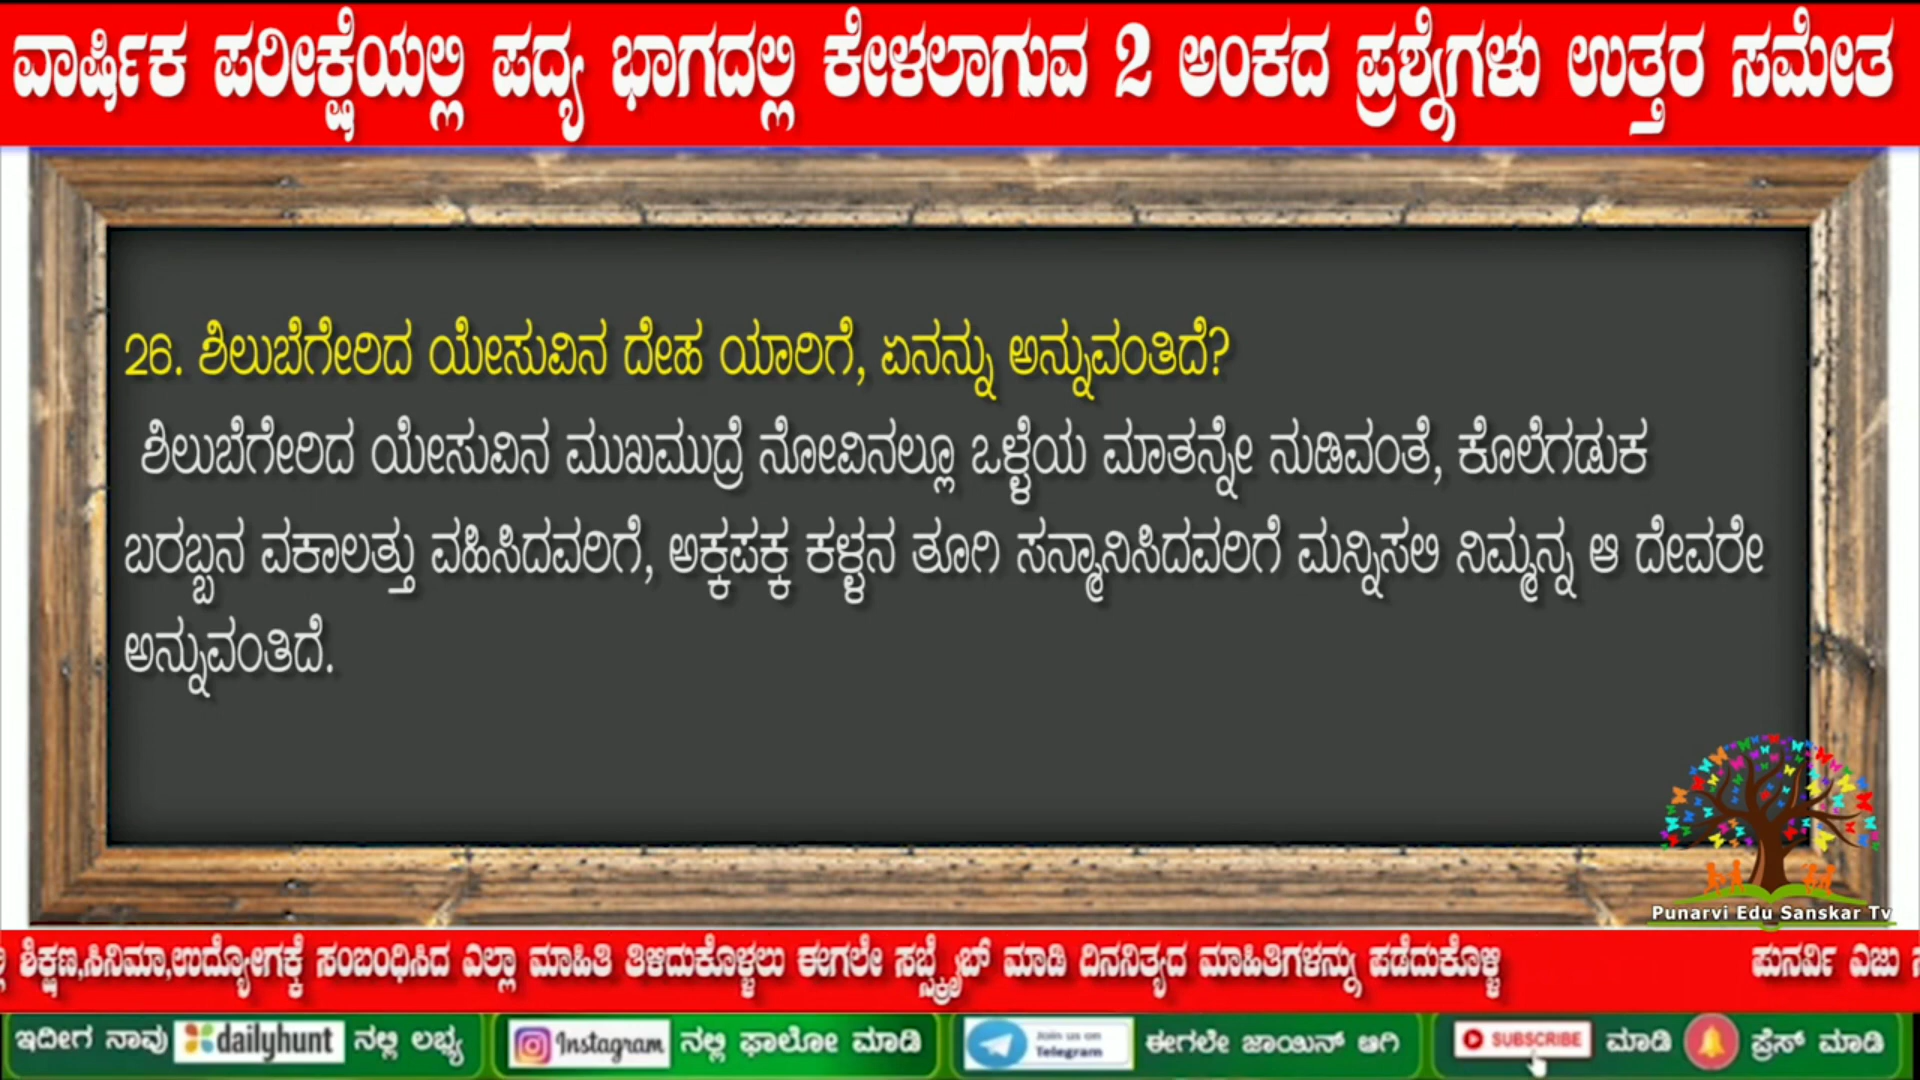 ವಾರ್ಷಿಕ ಪರೀಕ್ಷೆಯಲ್ಲಿ ಪದ್ಯ ಭಾಗದಲ್ಲಿ ಕೇಳಲಾಗುವ 2 ಅಂಕದ ಪ್ರಶ್ನೆಗಳು ಉತ್ತರ ಸಮೇತ
26. ಶಿಲುಬೆಗೇರಿದ ಯೇಸುವಿನ ದೇಹ ಯಾರಿಗೆ, ಏನನ್ನು ಅನ್ನುವಂತಿದೆ?
ಶಿಲುಬೆಗೇರಿದ ಯೇಸುವಿನ ಮುಖಮುದ್ರೆ ನೋವಿನಲ್ಲೂ ಒಳ್ಳೆಯ ಮಾತನ್ನೇ ನುಡಿವಂತೆ, ಕೊಲೆಗಡುಕ
ಬರಬ್ಬನ ವಕಾಲತ್ತು ವಹಿಸಿದವರಿಗೆ, ಅಕ್ಕಪಕ್ಕ ಕಳ್ಳನ ತೂಗಿ ಸನ್ಮಾನಿಸಿದವರಿಗೆ ಮನ್ನಿಸಲಿ ನಿಮ್ಮನ್ನ ಆ ದೇವರೇ
ಅನ್ನುವಂತಿದೆ.
Punarvi Edu Sanskar Tv
ಶಿಕ್ಷಣ,ಸಿನಿಮಾ,ಉದ್ಯೋಗಕ್ಕೆ ಸಂಬಂಧಿಸಿದ ಎಲ್ಲಾ ಮಾಹಿತಿ ತಿಳಿದುಕೊಳ್ಳಲು ಈಗಲೇ ಸಬ್ಸ್ಕ್ರೈಬ್ ಮಾಡಿ ದಿನನಿತ್ಯದ ಮಾಹಿತಿಗಳನ್ನು ಪಡೆದುಕೊಳ್ಳಿ ಪುನರ್ವಿ ಎಜು
ಇದೀಗ ನಾವು dailyhunt ನಲ್ಲಿ ಲಭ್ಯ Instagram ನಲ್ಲಿ ಫಾಲೋ ಮಾಡಿ Join us on Telegram ಈಗಲೇ ಜಾಯಿನ್ ಆಗಿ SUBSCRIBE ಮಾಡಿ ಪ್ರೆಸ್ ಮಾಡಿ